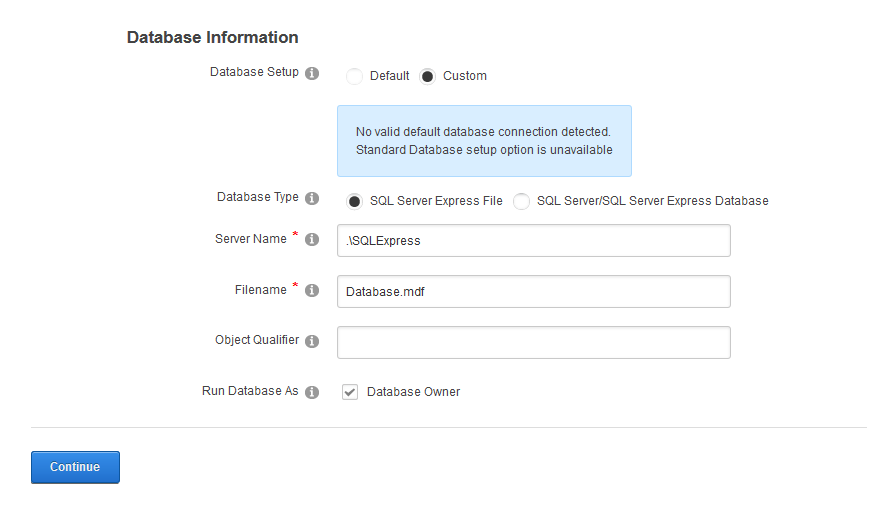 Database Information
Database Setup
Default
Custom
No valid default database connection detected.
Standard Database setup option is unavailable
Database Type
SQL Server Express File
SQL Server/SQL Server Express Database
Server Name *
.\SQLExpress
Filename *
Database.mdf
Object Qualifier
Run Database As
Database Owner
Continue